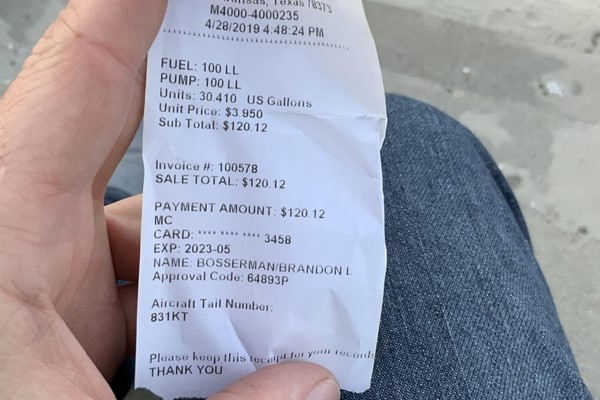 Texas 78373
M4000-4000235
4/28/2019 4:48:24 PM
FUEL: 100 LL
PUMP: 100 LL
Units: 30.410 US Gallons
Unit Price: $3.950
Sub Total: $120.12
Invoice #: 100578
SALE TOTAL: $120.12
PAYMENT AMOUNT: $120.12
MC
CARD: **** **** **** 3458
EXP: 2023-05
NAME: BOSSERMAN/BRANDON L
Approval Code: 64893P
Aircraft Tail Number:
831KT
Please keep this receipt for your records
THANK YOU